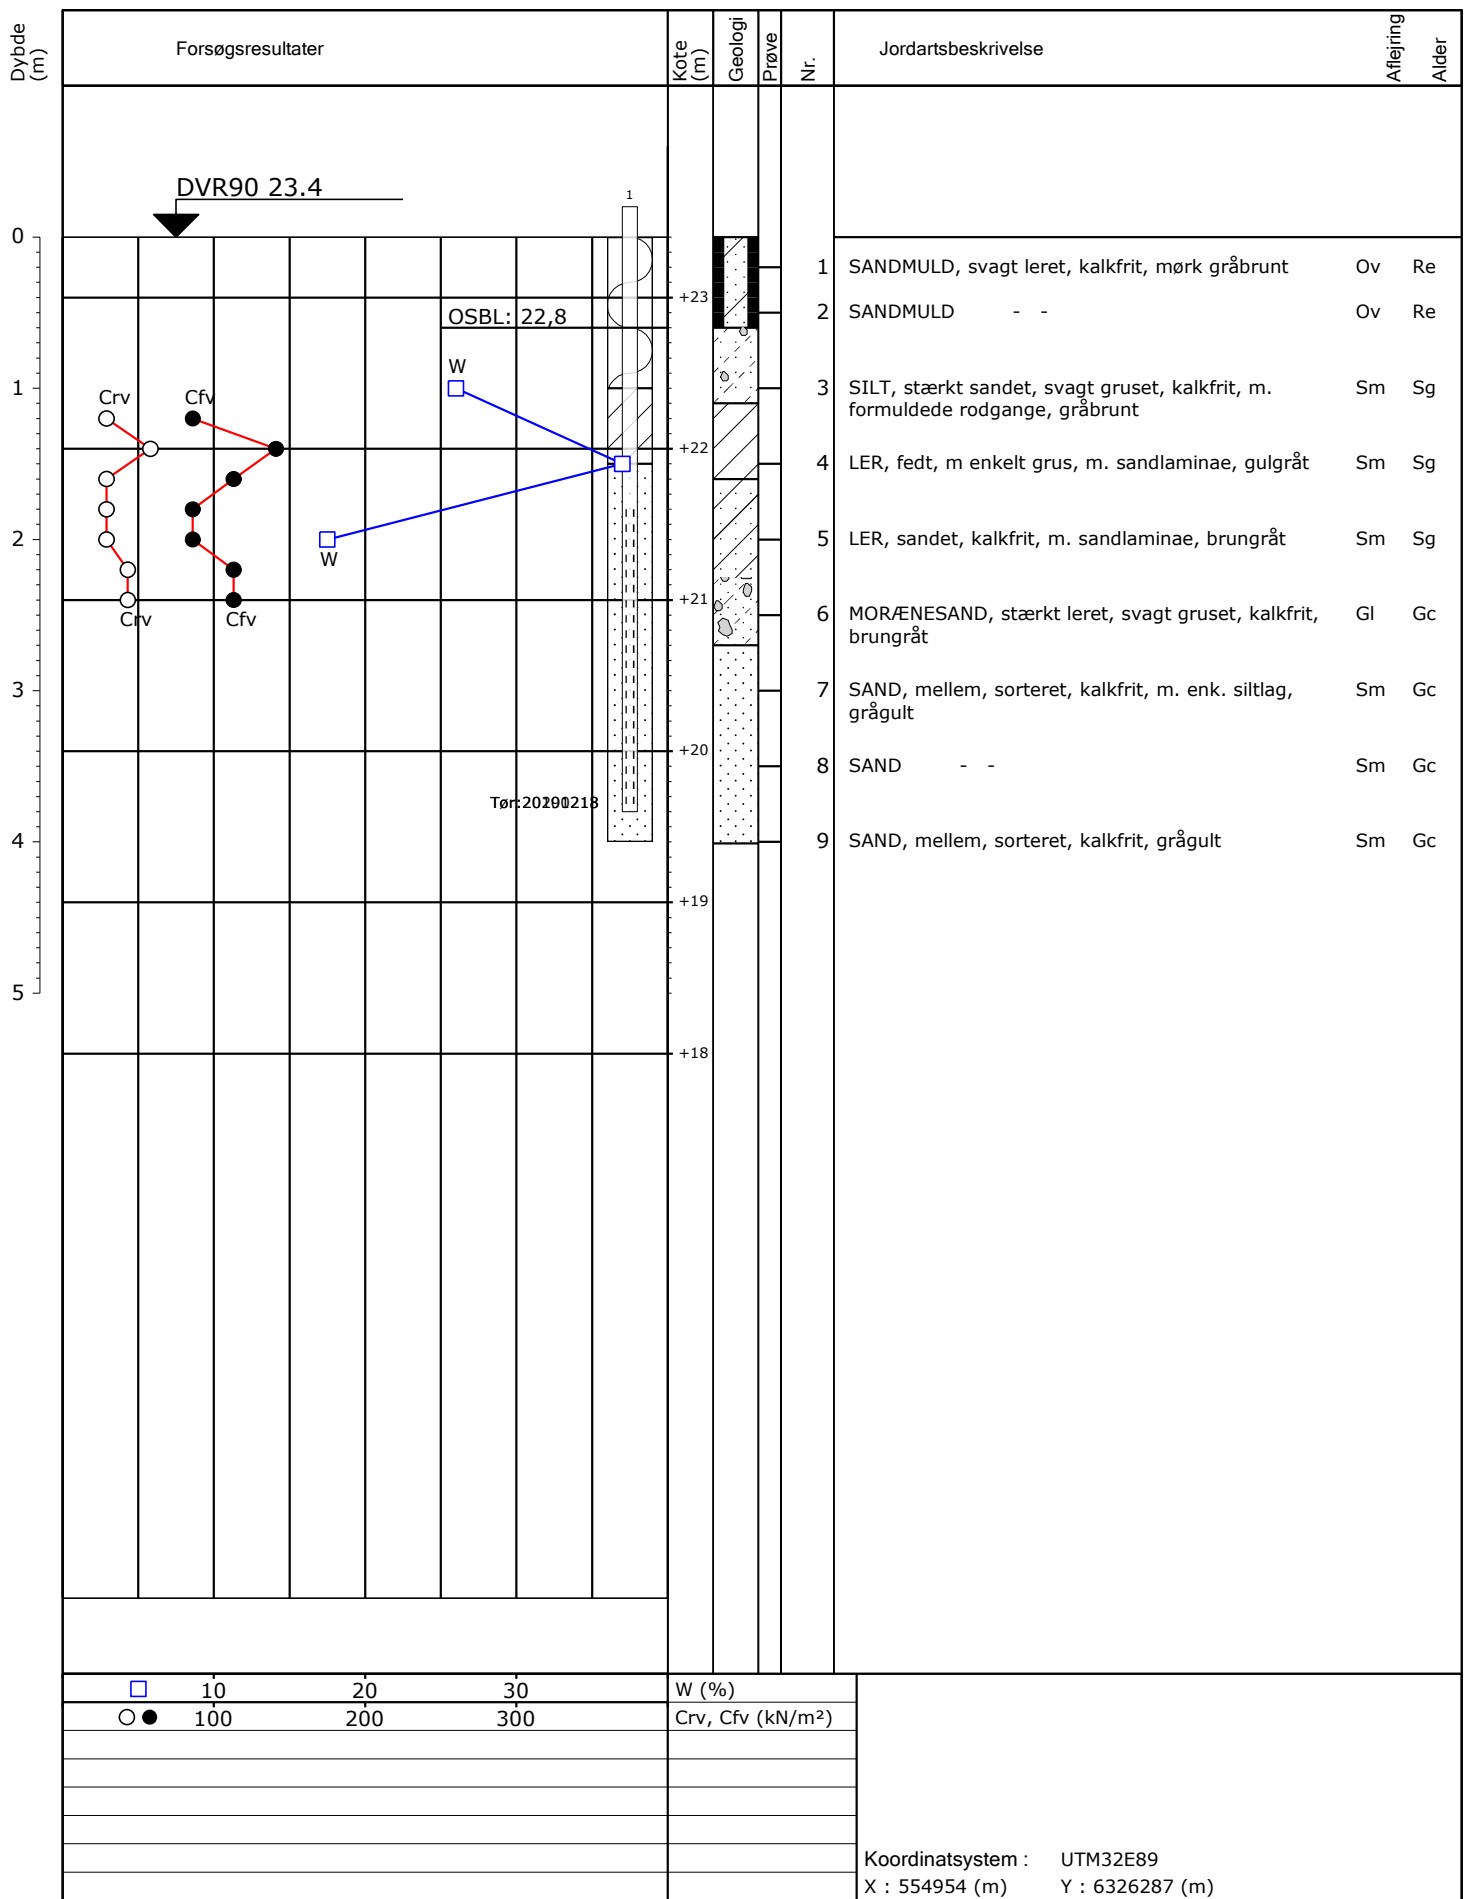 Dybde
(m)
Forsøgsresultater
Kote
(m)
Geologi
Prøve
Nr.
Jordartsbeskrivelse
Aflejring
Alder
DVR90 23.4
1
0
1 SANDMULD, svagt leret, kalkfrit, mørk gråbrunt Ov Re
+23
OSBL: 22,8
2 SANDMULD - - Ov Re
W
1
3 SILT, stærkt sandet, svagt gruset, kalkfrit, m. Sm Sg
formuldede rodgange, gråbrunt
Crv Cfv
+22
4 LER, fedt, m enkelt grus, m. sandlaminae, gulgråt Sm Sg
2
5 LER, sandet, kalkfrit, m. sandlaminae, brungråt Sm Sg
W
+21
6 MORÆNESAND, stærkt leret, svagt gruset, kalkfrit, Gl Gc
brungråt
Crv Cfv
3
7 SAND, mellem, sorteret, kalkfrit, m. enk. siltlag, Sm Gc
grågult
+20
8 SAND - - Sm Gc
Tør:
4
9 SAND, mellem, sorteret, kalkfrit, grågult Sm Gc
+19
5
+18
10 20 30 W (%)
100 200 300 Crv, Cfv (kN/m²)
Koordinatsystem : UTM32E89
X : 554954 (m) Y : 6326287 (m)